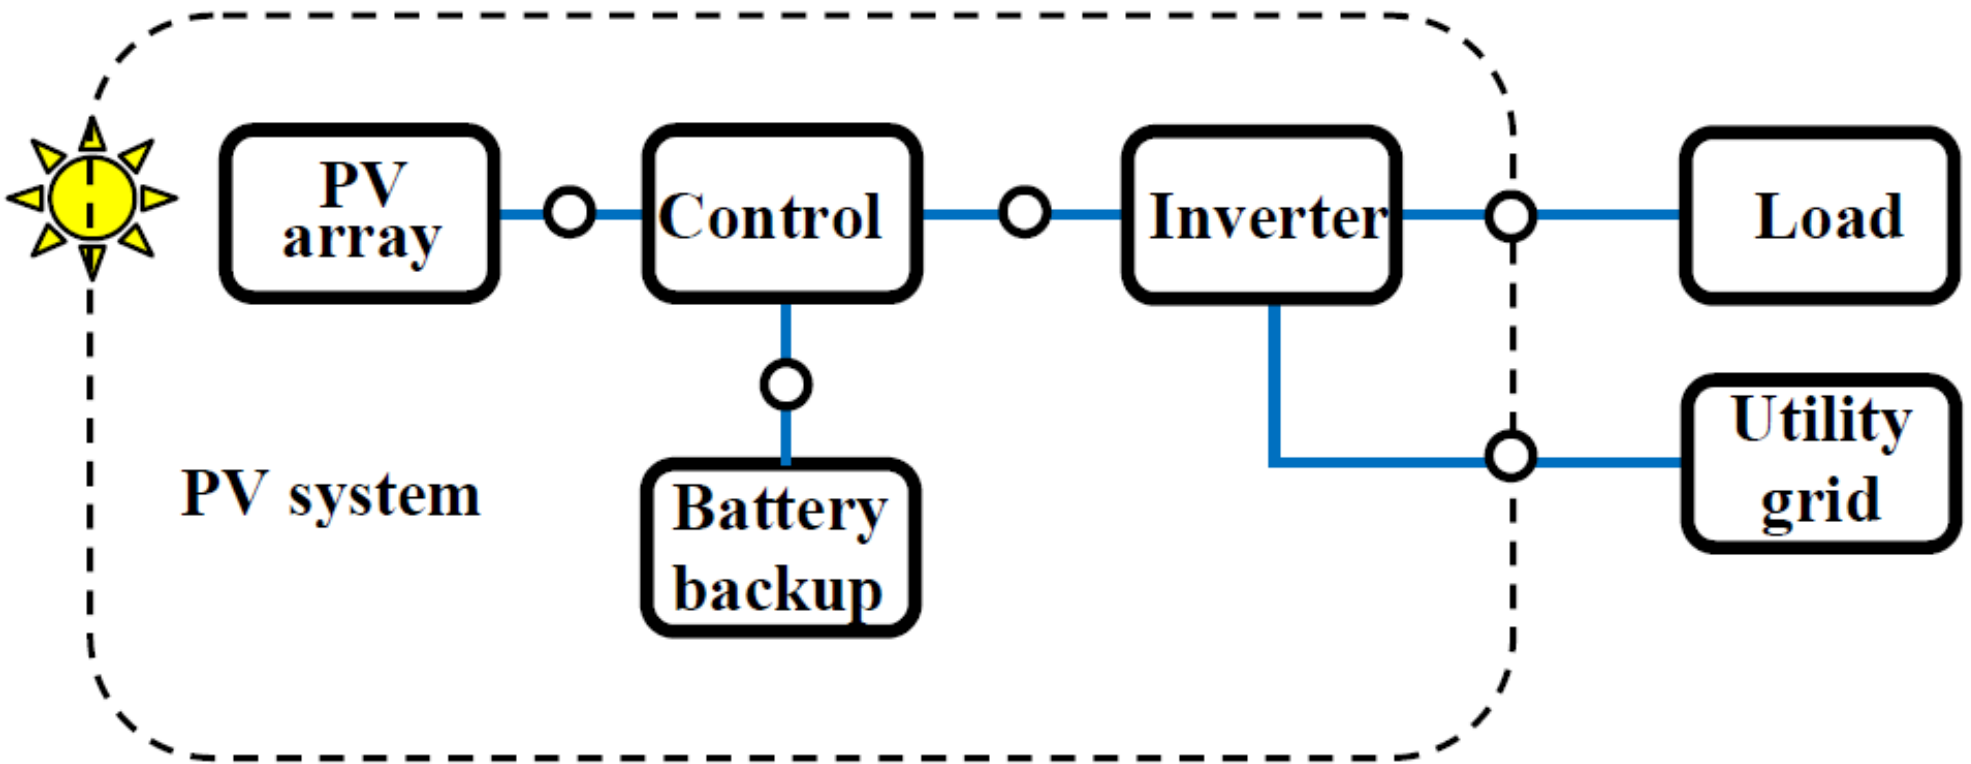 PV
array
Control
Inverter
Load
Utility
grid
PV system
Battery
backup